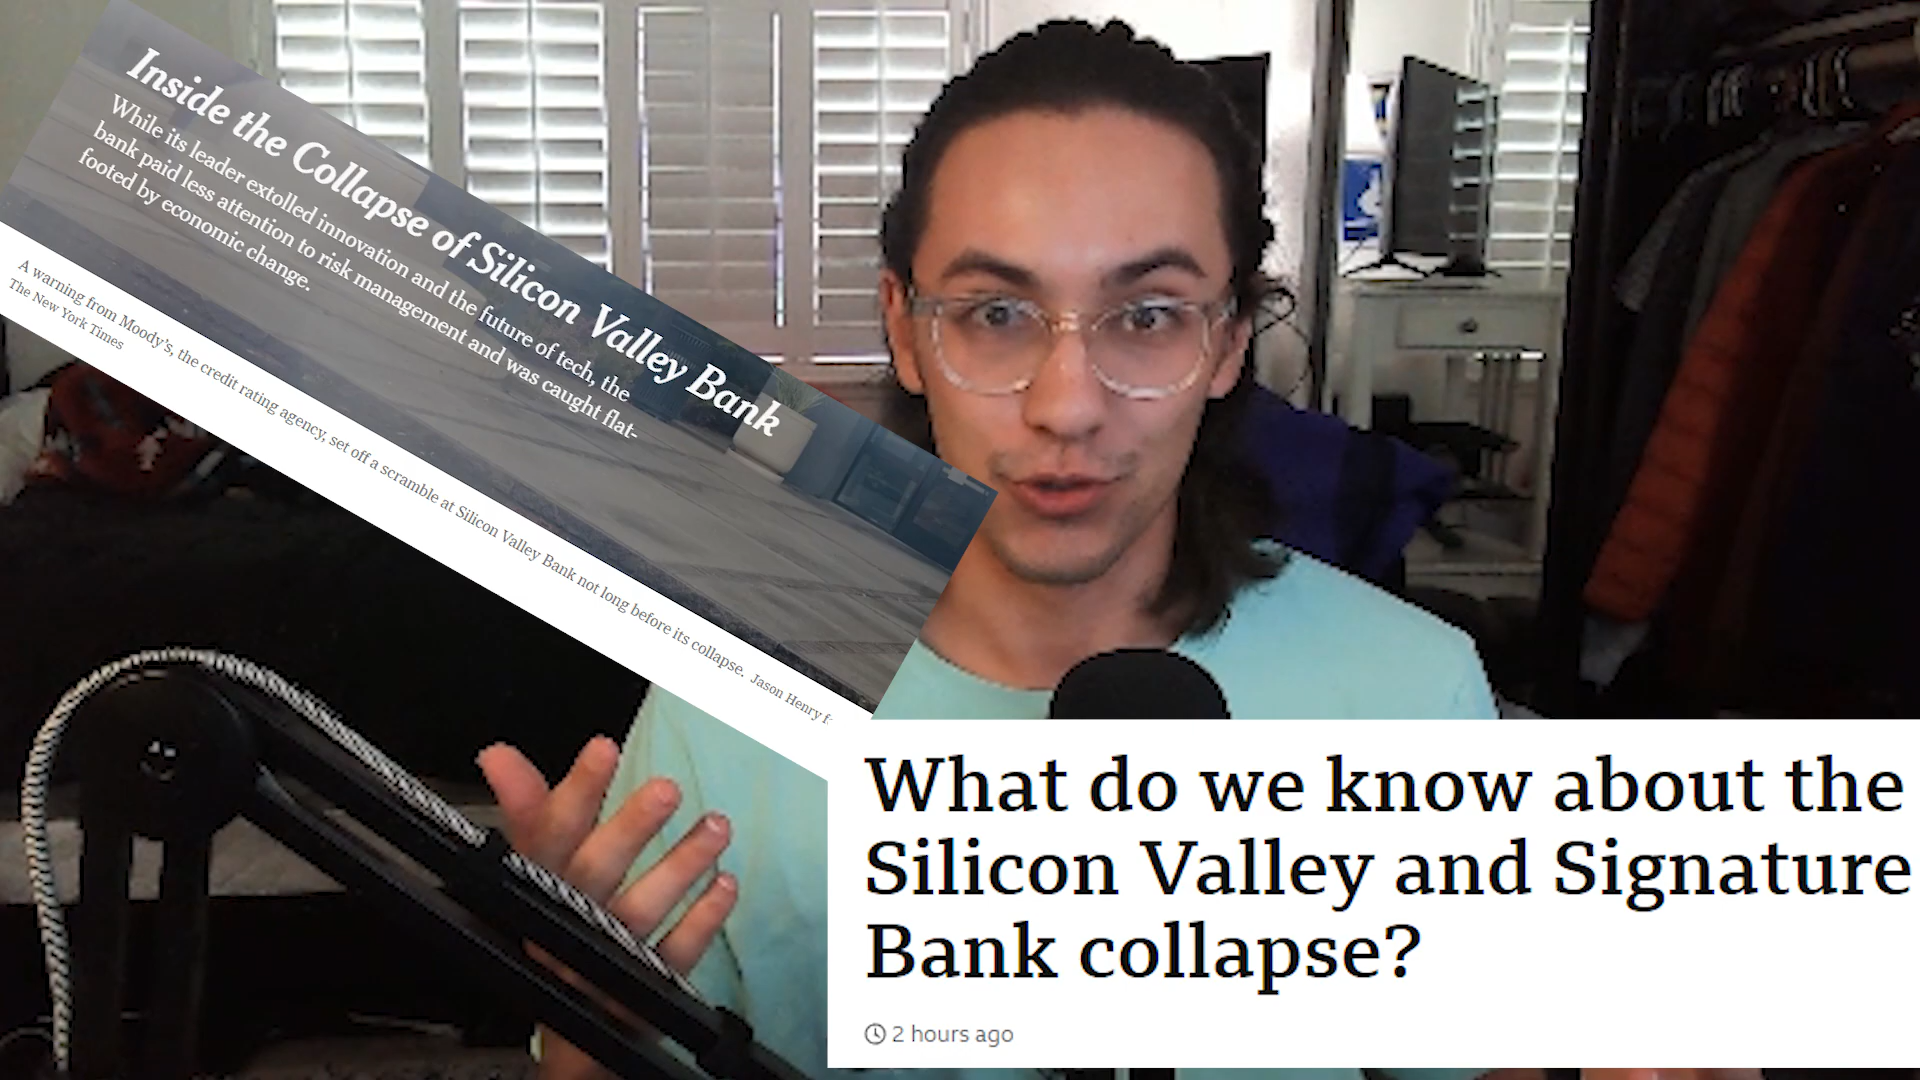 Inside the Collapse of Silicon Valley Bank
While its leader extolled innovation and the future of tech, the
bank paid less attention to risk management and was caught flat-
footed by economic change.
A warning from Moody's, the credit rating agency, set off a scramble at Silicon Valley Bank not long before its collapse. Jason Henry f
The New York Times
What do we know about the
Silicon Valley and Signature
Bank collapse?
2 hours ago